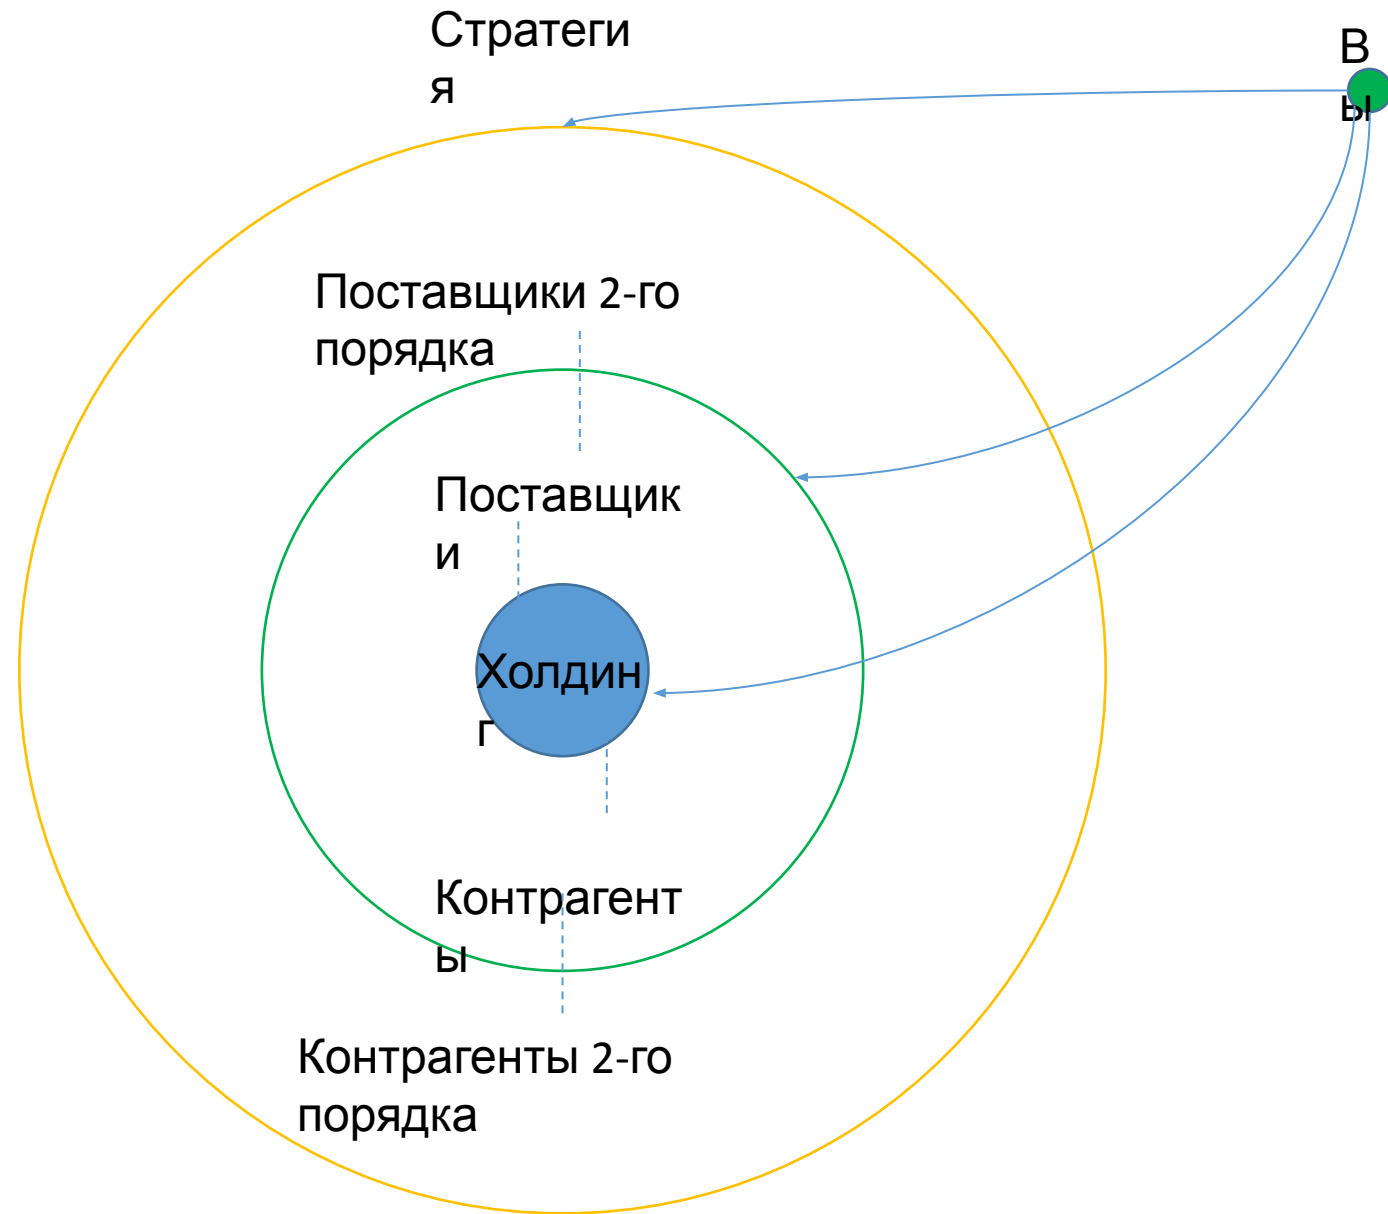 Стратеги
я
В
ы
Поставщики 2-го
порядка
Поставщик
и
Холдин
г
Контрагент
ы
Контрагенты 2-го
порядка